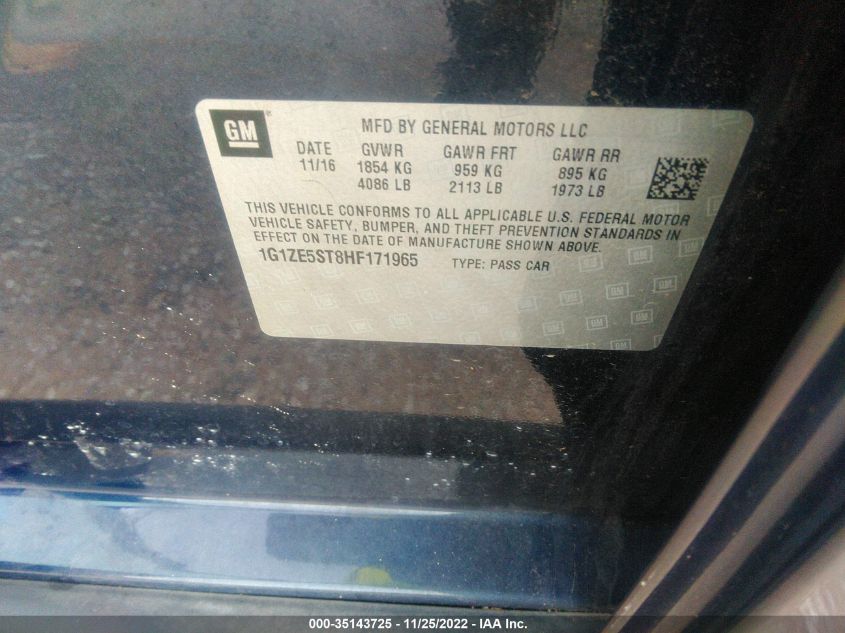 GM
MFD BY GENERAL MOTORS LLC
DATE GVWR GAWR FRT GAWR RR
11/16 1854 KG 959 KG 895 KG
4086 LB 2113 LB 1973 LB
THIS VEHICLE CONFORMS TO ALL APPLICABLE U.S. FEDERAL MOTOR
VEHICLE SAFETY, BUMPER, AND THEFT PREVENTION STANDARDS IN
EFFECT ON THE DATE OF MANUFACTURE SHOWN ABOVE.
1G1ZE5ST8HF171965 TYPE: PASS CAR
000-35143725 - 11/25/2022 - IAA Inc.